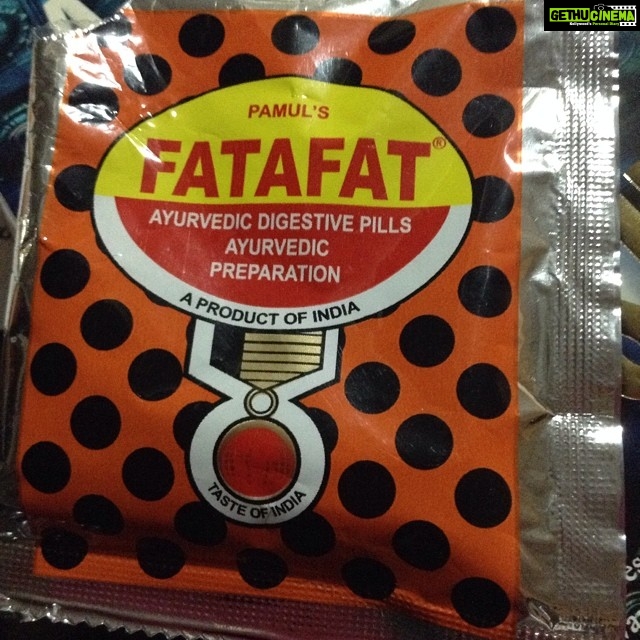 GETHUCINEMA
PAMUL'S
FATAFAT®
AYURVEDIC DIGESTIVE PILLS
AYURVEDIC
PREPARATION
A PRODUCT OF INDIA
TASTE OF INDIA